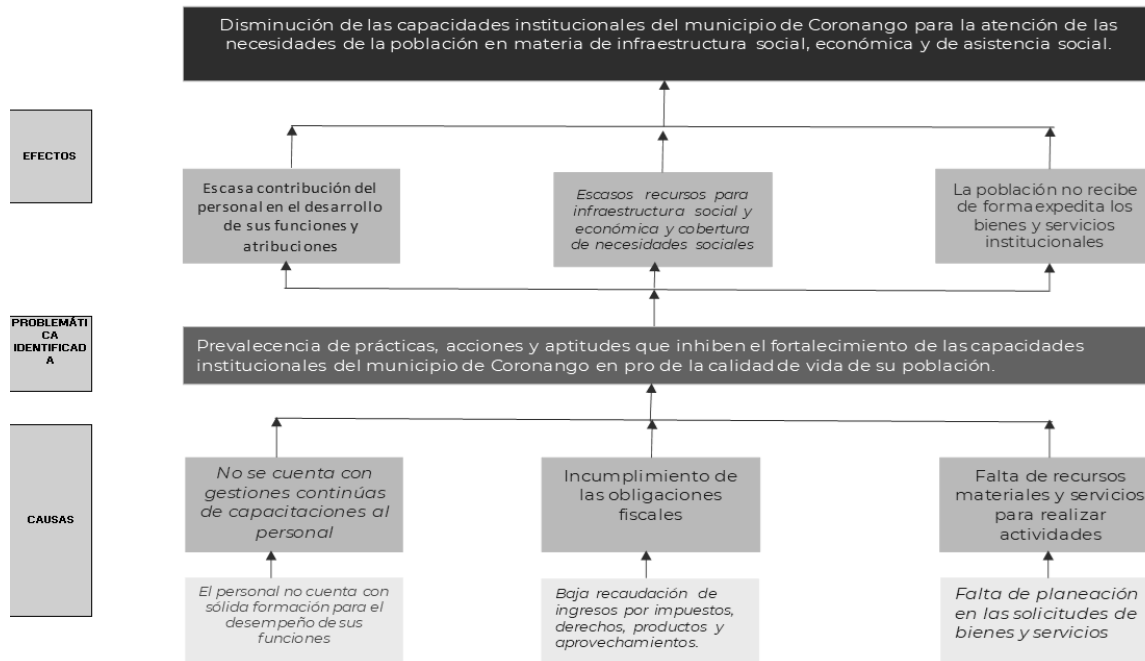 Disminución de las capacidades institucionales del municipio de Coronango para la atención de las
necesidades de la población en materia de infraestructura social, económica y de asistencia social.
EFECTOS
Escasa contribución del
personal en el desarrollo
de sus funciones y
atribuciones
Escasos recursos para
infraestructura social y
económica y cobertura
de necesidades sociales
La población no recibe
de forma expedita los
bienes y servicios
institucionales
PROBLEMÁTI
CA
IDENTIFICAD
A
Prevalecencia de prácticas, acciones y aptitudes que inhiben el fortalecimiento de las capacidades
institucionales del municipio de Coronango en pro de la calidad de vida de su población.
CAUSAS
No se cuenta con
gestiones continúas
de capacitaciones al
personal
Incumplimiento de
las obligaciones
fiscales
Falta de recursos
materiales y servicios
para realizar
actividades
El personal no cuenta con
sólida formación para el
desempeño de sus
funciones
Baja recaudación de
ingresos por impuestos,
derechos, productos y
aprovechamientos.
Falta de planeación
en las solicitudes de
bienes y servicios